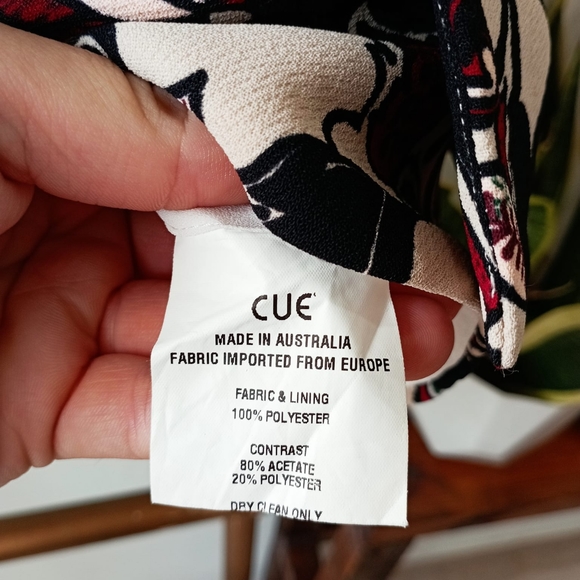 CUE
MADE IN AUSTRALIA
FABRIC IMPORTED FROM EUROPE
FABRIC & LINING
100% POLYESTER
CONTRAST
80% ACETATE
20% POLYESTER
DRY CLEAN ONLY